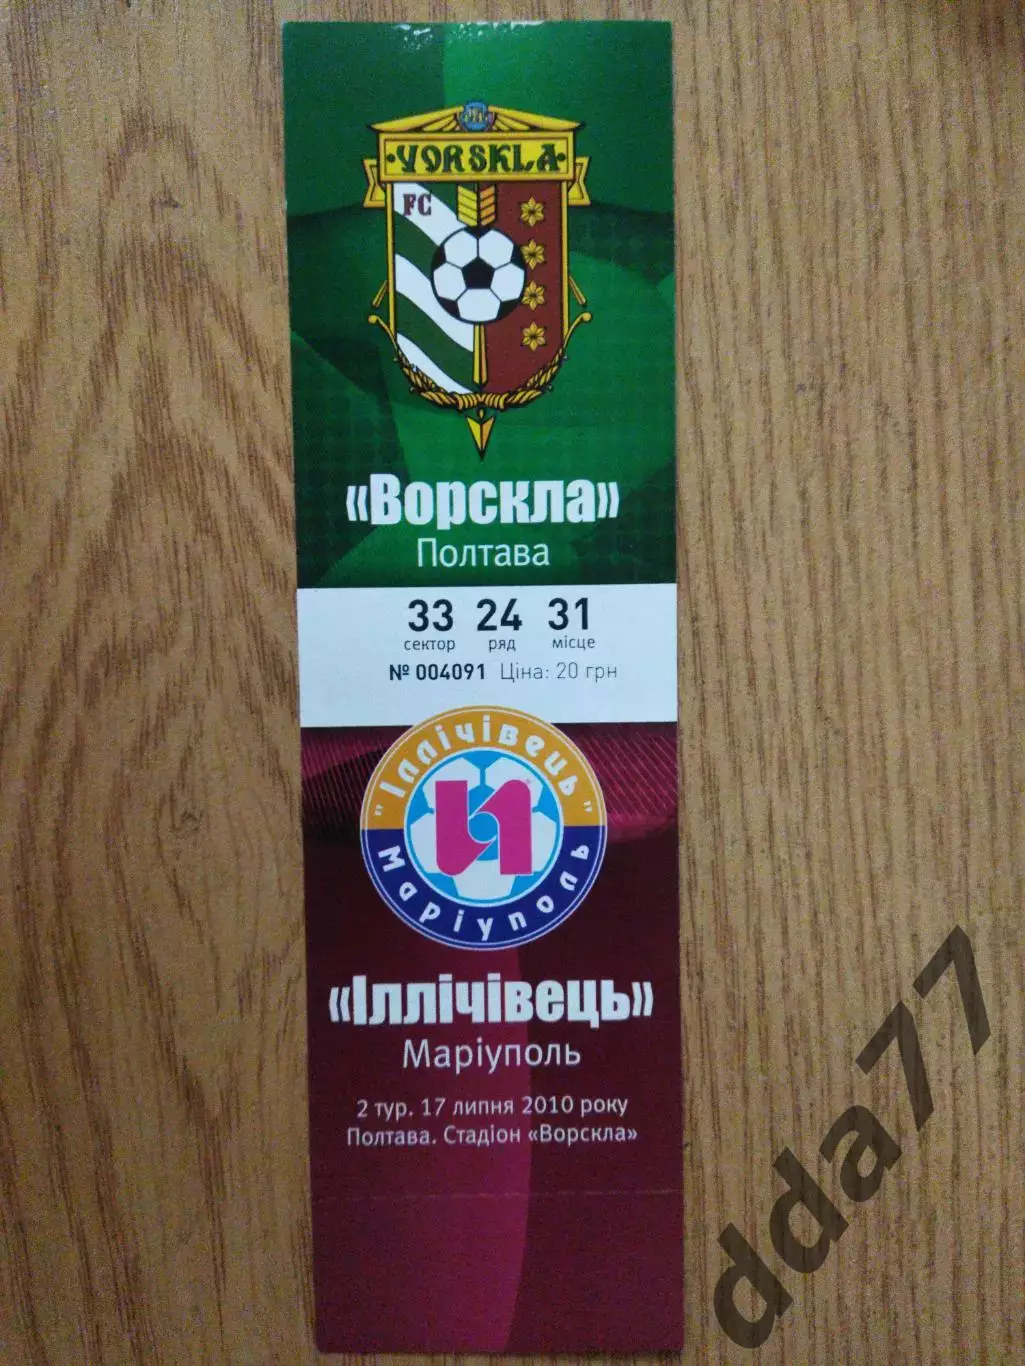 ·VORSKLA·
FC
«Ворскла»
Полтава
33 24 31
сектор ряд місце
№ 004091 Ціна: 20 грн
"Іллічівець"
И
Маріуполь
«Іллічівець»
Маріуполь
2 тур. 17 липня 2010 року
Полтава. Стадіон «Ворскла»
dda77